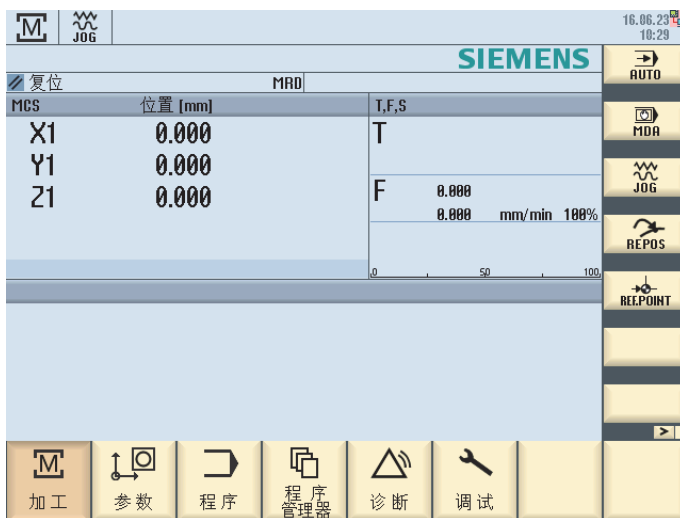 M JOG 16.06.23
10:29
SIEMENS
复位 MRD
MCS 位置 [mm] T,F,S
X1 0.000 T
Y1 0.000
Z1 0.000 F 0.000
0.000 mm/min 100%
0 50 100
AUTO
MDA
JOG
REPOS
REF.POINT
>
M
加工 参数 程序 程序 诊断 调试
管理器